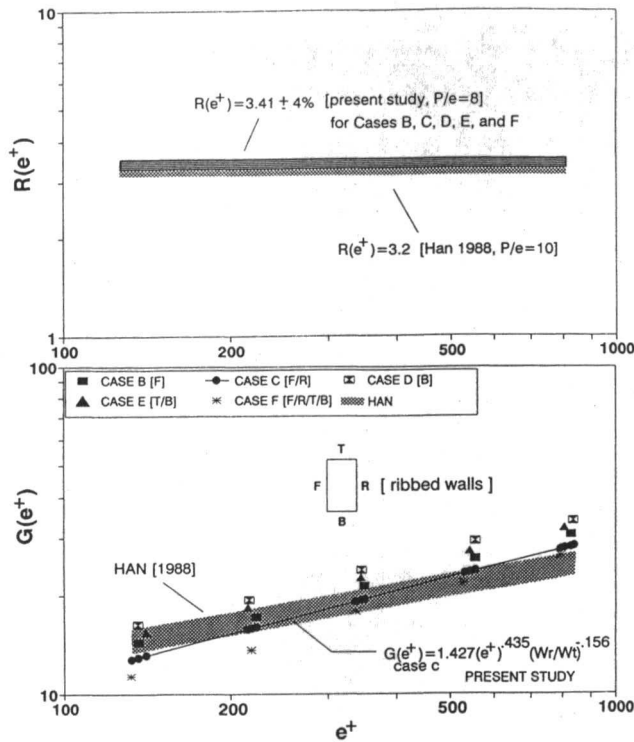 10
R(e+)=3.41 ± 4% [present study, P/e=8]
for Cases B, C, D, E, and F
R(e+)
R(e+)=3.2 [Han 1988, P/e=10]
1
100 200 500 1000
100
CASE B [F] CASE C [F/R] CASE D [B]
CASE E [T/B] CASE F [F/R/T/B] HAN
T
F R [ ribbed walls ]
B
G(e+)
HAN [1988]
G(e+)=1.427(e+).435(Wr/Wt)-.156
case c
PRESENT STUDY
10
100 200 500 1000
e+